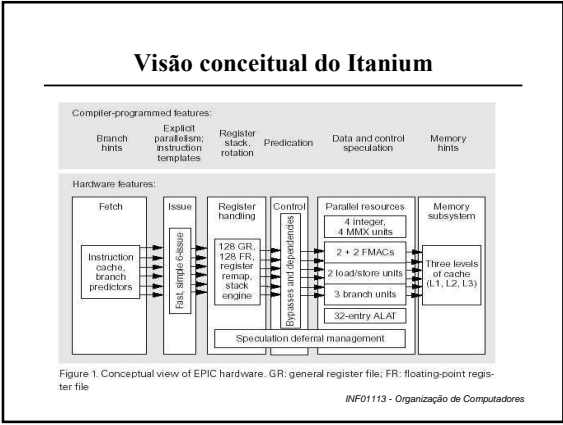 Visão conceitual do Itanium
Compiler-programmed features:
Branch
hints
Explicit
parallelism;
instruction
templates
Register
stack,
rotation
Predication
Data and control
speculation
Memory
hints
Hardware features:
Fetch
Instruction
cache,
branch
predictors
Issue
Fast, simple 6-issue
Register
handling
128 GR,
128 FR,
register
remap,
stack
engine
Control
Bypasses and dependencies
Parallel resources
4 integer,
4 MMX units
2 + 2 FMACs
2 load/store units
3 branch units
32-entry ALAT
Memory
subsystem
Three levels
of cache
(L1, L2, L3)
Speculation deferral management
Figure 1. Conceptual view of EPIC hardware. GR: general register file; FR: floating-point regis-
ter file
INF01113 - Organização de Computadores